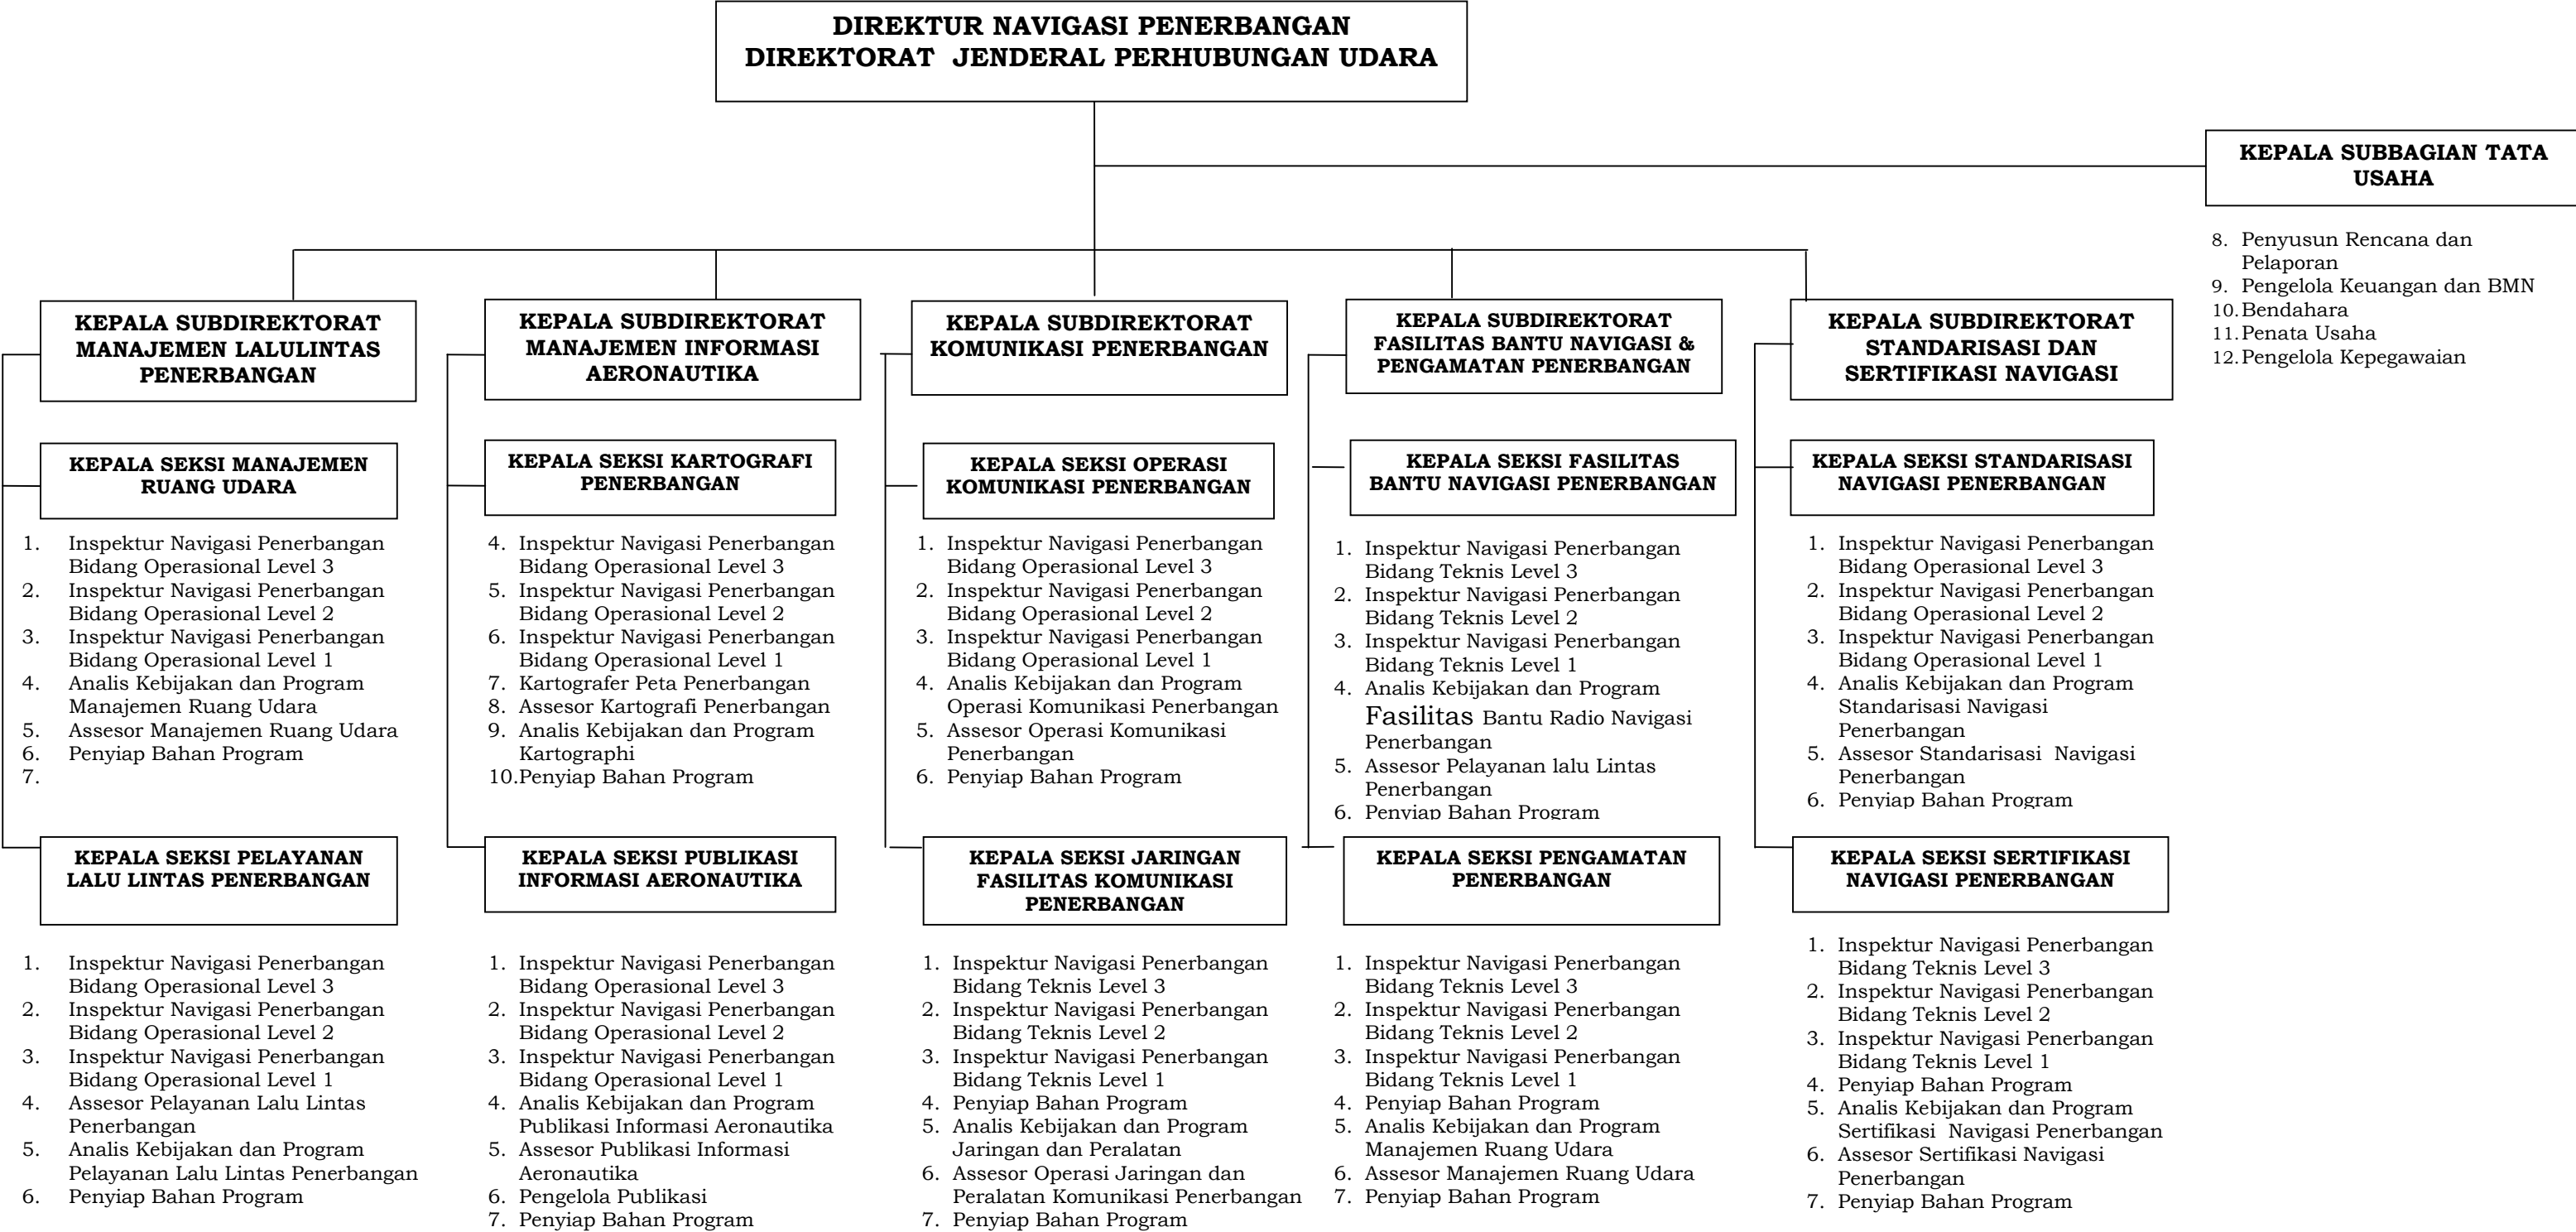 DIREKTUR NAVIGASI PENERBANGAN
DIREKTORAT JENDERAL PERHUBUNGAN UDARA
KEPALA SUBBAGIAN TATA
USAHA
8. Penyusun Rencana dan
Pelaporan
9. Pengelola Keuangan dan BMN
10.Bendahara
11.Penata Usaha
12.Pengelola Kepegawaian
KEPALA SUBDIREKTORAT
MANAJEMEN LALULINTAS
PENERBANGAN
KEPALA SEKSI MANAJEMEN
RUANG UDARA
1. Inspektur Navigasi Penerbangan
Bidang Operasional Level 3
2. Inspektur Navigasi Penerbangan
Bidang Operasional Level 2
3. Inspektur Navigasi Penerbangan
Bidang Operasional Level 1
4. Analis Kebijakan dan Program
Manajemen Ruang Udara
5. Assesor Manajemen Ruang Udara
6. Penyiap Bahan Program
7.
KEPALA SEKSI PELAYANAN
LALU LINTAS PENERBANGAN
1. Inspektur Navigasi Penerbangan
Bidang Operasional Level 3
2. Inspektur Navigasi Penerbangan
Bidang Operasional Level 2
3. Inspektur Navigasi Penerbangan
Bidang Operasional Level 1
4. Assesor Pelayanan Lalu Lintas
Penerbangan
5. Analis Kebijakan dan Program
Pelayanan Lalu Lintas Penerbangan
6. Penyiap Bahan Program
KEPALA SUBDIREKTORAT
MANAJEMEN INFORMASI
AERONAUTIKA
KEPALA SEKSI KARTOGRAFI
PENERBANGAN
4. Inspektur Navigasi Penerbangan
Bidang Operasional Level 3
5. Inspektur Navigasi Penerbangan
Bidang Operasional Level 2
6. Inspektur Navigasi Penerbangan
Bidang Operasional Level 1
7. Kartografer Peta Penerbangan
8. Assesor Kartografi Penerbangan
9. Analis Kebijakan dan Program
Kartographi
10.Penyiap Bahan Program
KEPALA SEKSI PUBLIKASI
INFORMASI AERONAUTIKA
1. Inspektur Navigasi Penerbangan
Bidang Operasional Level 3
2. Inspektur Navigasi Penerbangan
Bidang Operasional Level 2
3. Inspektur Navigasi Penerbangan
Bidang Operasional Level 1
4. Analis Kebijakan dan Program
Publikasi Informasi Aeronautika
5. Assesor Publikasi Informasi
Aeronautika
6. Pengelola Publikasi
7. Penyiap Bahan Program
KEPALA SUBDIREKTORAT
KOMUNIKASI PENERBANGAN
KEPALA SEKSI OPERASI
KOMUNIKASI PENERBANGAN
1. Inspektur Navigasi Penerbangan
Bidang Operasional Level 3
2. Inspektur Navigasi Penerbangan
Bidang Operasional Level 2
3. Inspektur Navigasi Penerbangan
Bidang Operasional Level 1
4. Analis Kebijakan dan Program
Operasi Komunikasi Penerbangan
5. Assesor Operasi Komunikasi
Penerbangan
6. Penyiap Bahan Program
KEPALA SEKSI JARINGAN
FASILITAS KOMUNIKASI
PENERBANGAN
1. Inspektur Navigasi Penerbangan
Bidang Teknis Level 3
2. Inspektur Navigasi Penerbangan
Bidang Teknis Level 2
3. Inspektur Navigasi Penerbangan
Bidang Teknis Level 1
4. Penyiap Bahan Program
5. Analis Kebijakan dan Program
Jaringan dan Peralatan
6. Assesor Operasi Jaringan dan
Peralatan Komunikasi Penerbangan
7. Penyiap Bahan Program
KEPALA SUBDIREKTORAT
FASILITAS BANTU NAVIGASI &
PENGAMATAN PENERBANGAN
KEPALA SEKSI FASILITAS
BANTU NAVIGASI PENERBANGAN
1. Inspektur Navigasi Penerbangan
Bidang Teknis Level 3
2. Inspektur Navigasi Penerbangan
Bidang Teknis Level 2
3. Inspektur Navigasi Penerbangan
Bidang Teknis Level 1
4. Analis Kebijakan dan Program
Fasilitas Bantu Radio Navigasi
Penerbangan
5. Assesor Pelayanan lalu Lintas
Penerbangan
6. Penyiap Bahan Program
KEPALA SEKSI PENGAMATAN
PENERBANGAN
1. Inspektur Navigasi Penerbangan
Bidang Teknis Level 3
2. Inspektur Navigasi Penerbangan
Bidang Teknis Level 2
3. Inspektur Navigasi Penerbangan
Bidang Teknis Level 1
4. Penyiap Bahan Program
5. Analis Kebijakan dan Program
Manajemen Ruang Udara
6. Assesor Manajemen Ruang Udara
7. Penyiap Bahan Program
KEPALA SUBDIREKTORAT
STANDARISASI DAN
SERTIFIKASI NAVIGASI
KEPALA SEKSI STANDARISASI
NAVIGASI PENERBANGAN
1. Inspektur Navigasi Penerbangan
Bidang Operasional Level 3
2. Inspektur Navigasi Penerbangan
Bidang Operasional Level 2
3. Inspektur Navigasi Penerbangan
Bidang Operasional Level 1
4. Analis Kebijakan dan Program
Standarisasi Navigasi
Penerbangan
5. Assesor Standarisasi Navigasi
Penerbangan
6. Penyiap Bahan Program
KEPALA SEKSI SERTIFIKASI
NAVIGASI PENERBANGAN
1. Inspektur Navigasi Penerbangan
Bidang Teknis Level 3
2. Inspektur Navigasi Penerbangan
Bidang Teknis Level 2
3. Inspektur Navigasi Penerbangan
Bidang Teknis Level 1
4. Penyiap Bahan Program
5. Analis Kebijakan dan Program
Sertifikasi Navigasi Penerbangan
6. Assesor Sertifikasi Navigasi
Penerbangan
7. Penyiap Bahan Program